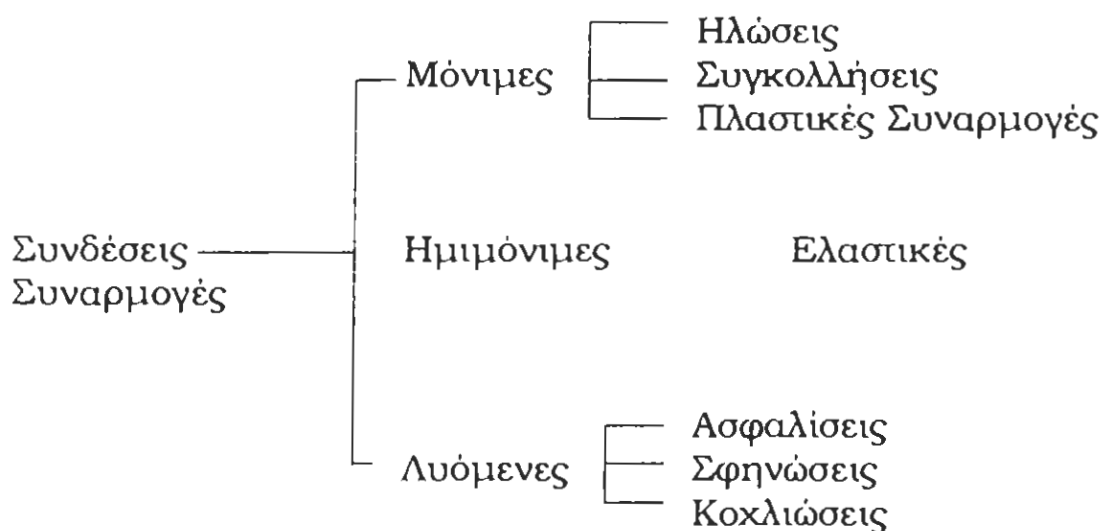 Ηλώσεις
Μόνιμες
Συγκολλήσεις
Πλαστικές Συναρμογές
Συνδέσεις
Συναρμογές
Ημιμόνιμες
Ελαστικές
Ασφαλίσεις
Λυόμενες
Σφηνώσεις
Κοχλιώσεις